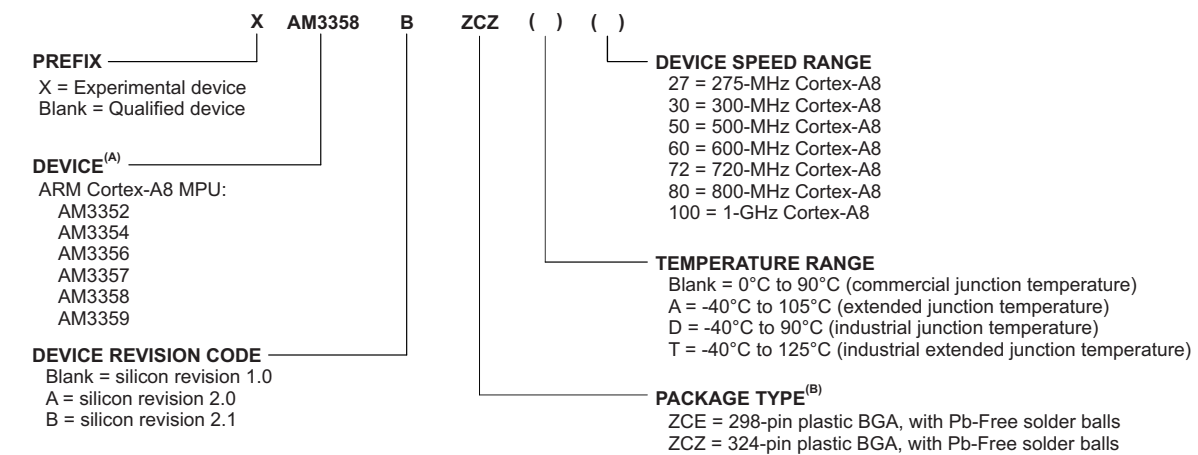 X AM3358 B ZCZ ( ) ( )
PREFIX
X = Experimental device
Blank = Qualified device
DEVICE(A)
ARM Cortex-A8 MPU:
AM3352
AM3354
AM3356
AM3357
AM3358
AM3359
DEVICE REVISION CODE
Blank = silicon revision 1.0
A = silicon revision 2.0
B = silicon revision 2.1
DEVICE SPEED RANGE
27 = 275-MHz Cortex-A8
30 = 300-MHz Cortex-A8
50 = 500-MHz Cortex-A8
60 = 600-MHz Cortex-A8
72 = 720-MHz Cortex-A8
80 = 800-MHz Cortex-A8
100 = 1-GHz Cortex-A8
TEMPERATURE RANGE
Blank = 0°C to 90°C (commercial junction temperature)
A = -40°C to 105°C (extended junction temperature)
D = -40°C to 90°C (industrial junction temperature)
T = -40°C to 125°C (industrial extended junction temperature)
PACKAGE TYPE(B)
ZCE = 298-pin plastic BGA, with Pb-Free solder balls
ZCZ = 324-pin plastic BGA, with Pb-Free solder balls